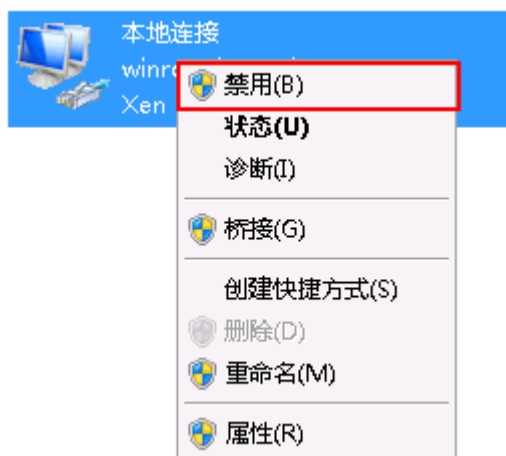 本地连接
Xen
禁用(B)
状态(U)
诊断(I)
桥接(G)
创建快捷方式(S)
删除(D)
重命名(M)
属性(R)